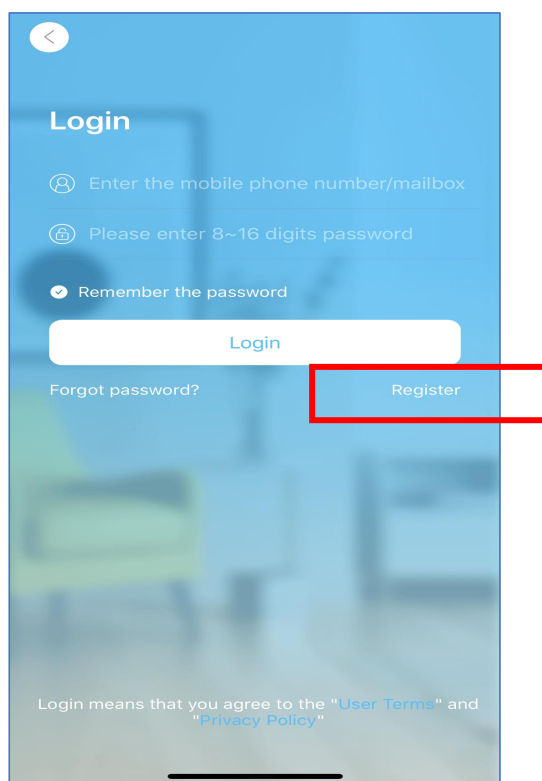 Login
Enter the mobile phone number/mailbox
Please enter 8~16 digits password
Remember the password
Login
Forgot password? Register
Login means that you agree to the "User Terms" and
"Privacy Policy"